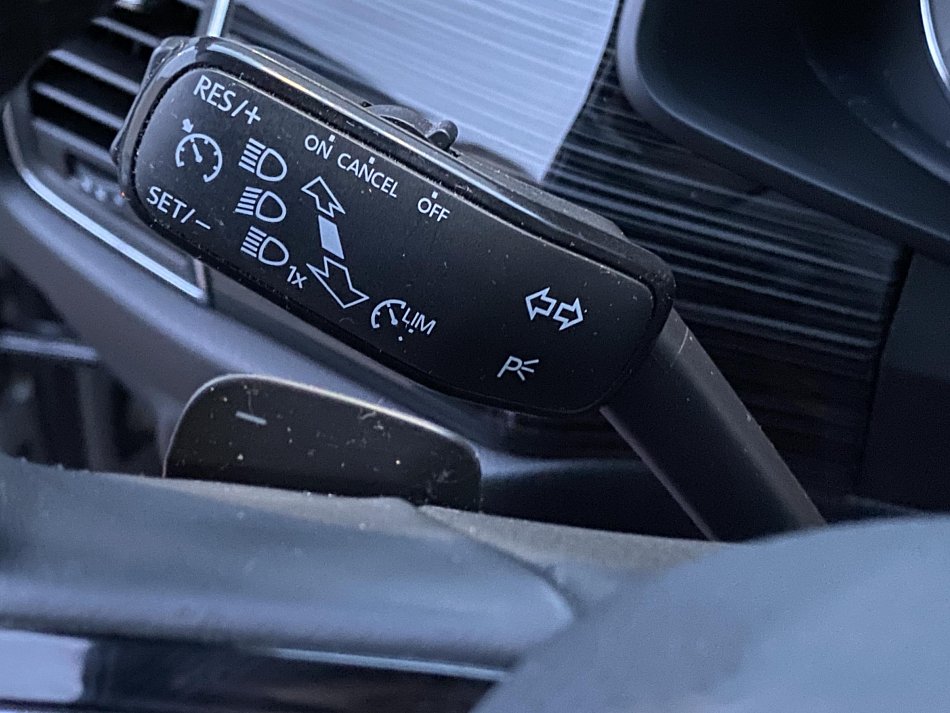 RES/+
ON CANCEL OFF
SET/−
1x
LIM
P
−